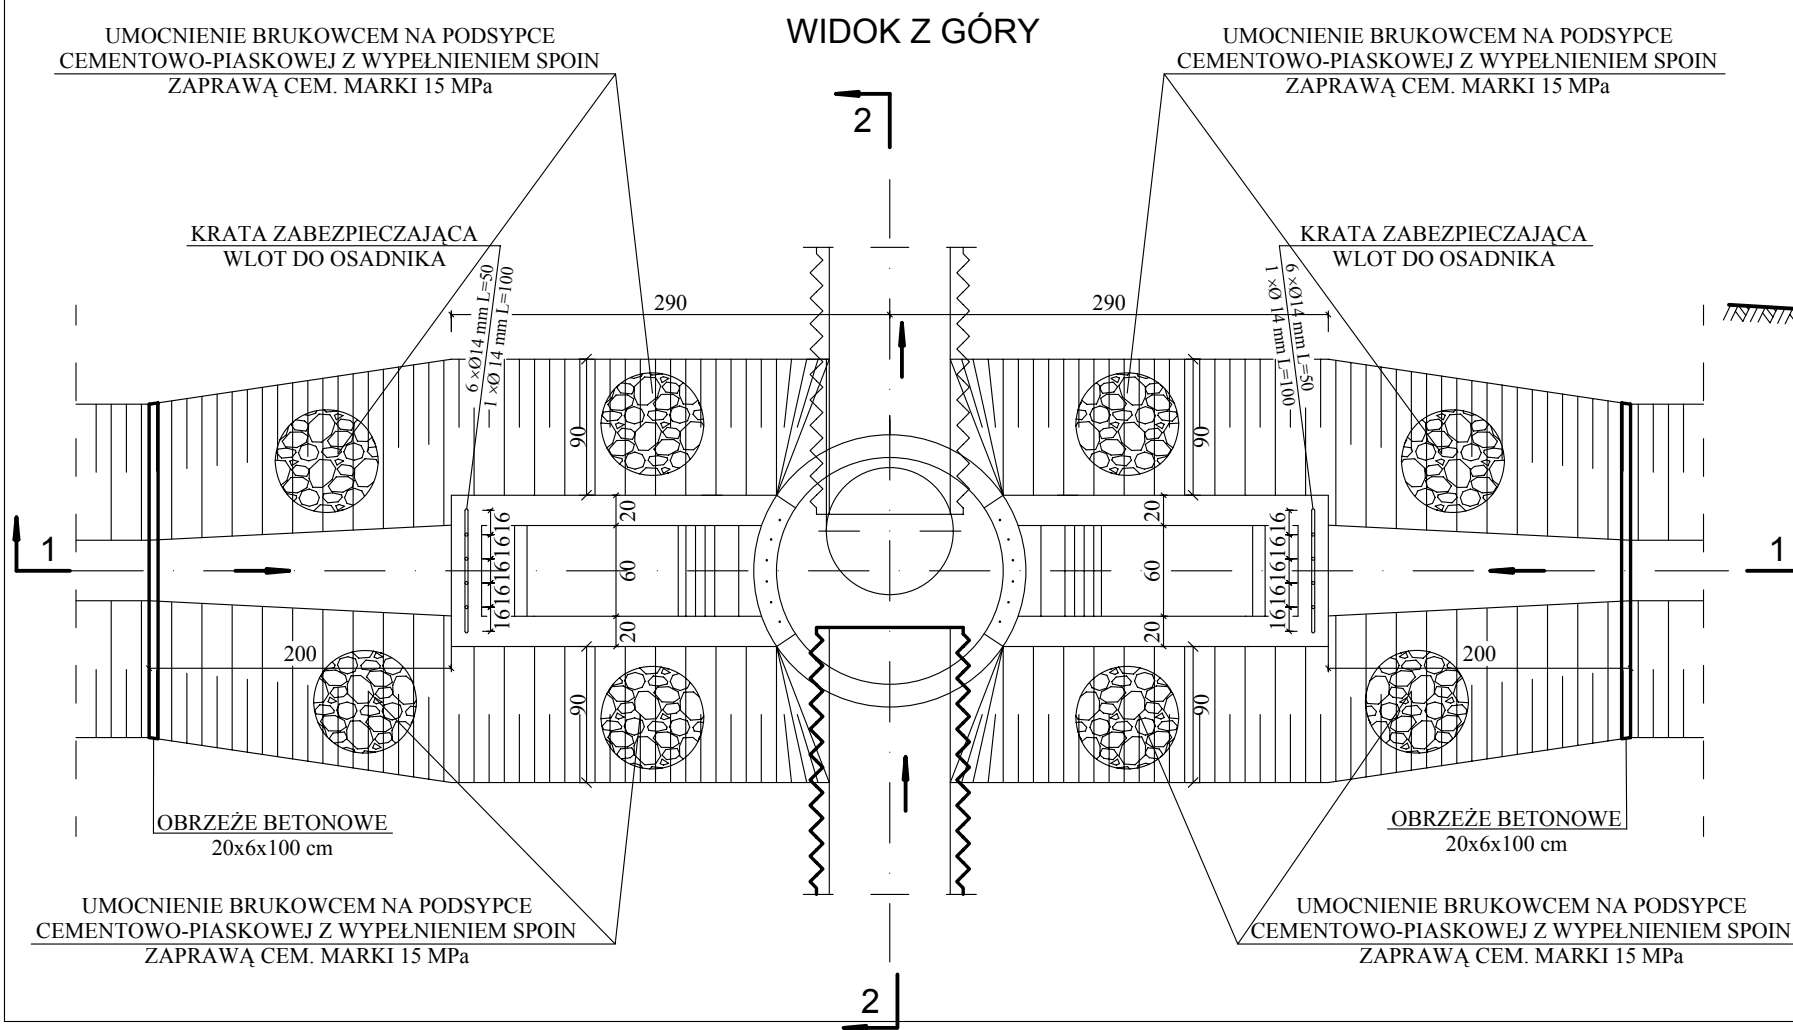 WIDOK Z GÓRY
UMOCNIENIE BRUKOWCEM NA PODSYPCE
CEMENTOWO-PIASKOWEJ Z WYPEŁNIENIEM SPOIN
ZAPRAWĄ CEM. MARKI 15 MPa
UMOCNIENIE BRUKOWCEM NA PODSYPCE
CEMENTOWO-PIASKOWEJ Z WYPEŁNIENIEM SPOIN
ZAPRAWĄ CEM. MARKI 15 MPa
2
KRATA ZABEZPIECZAJĄCA
WLOT DO OSADNIKA
KRATA ZABEZPIECZAJĄCA
WLOT DO OSADNIKA
6 ×Ø14 mm L=50
1 ×Ø 14 mm L=100
6 ×Ø14 mm L=50
1 ×Ø 14 mm L=100
290
290
90
90
20
20
16
16
16
16
16
16
16
16
16
16
60
60
1
1
20
20
200
200
90
90
OBRZEŻE BETONOWE
20x6x100 cm
OBRZEŻE BETONOWE
20x6x100 cm
UMOCNIENIE BRUKOWCEM NA PODSYPCE
CEMENTOWO-PIASKOWEJ Z WYPEŁNIENIEM SPOIN
ZAPRAWĄ CEM. MARKI 15 MPa
UMOCNIENIE BRUKOWCEM NA PODSYPCE
CEMENTOWO-PIASKOWEJ Z WYPEŁNIENIEM SPOIN
ZAPRAWĄ CEM. MARKI 15 MPa
2